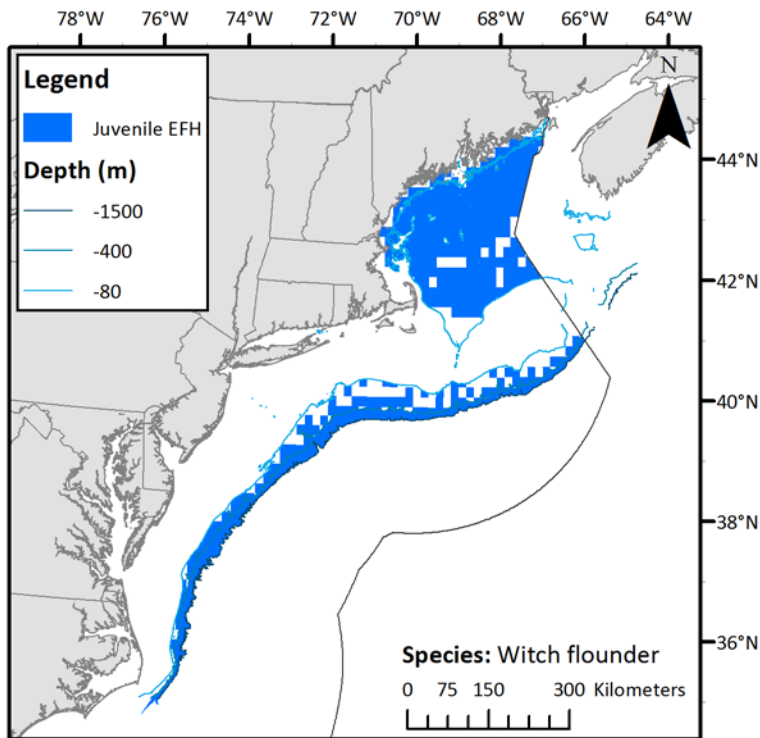 78°W 76°W 74°W 72°W 70°W 68°W 66°W 64°W
N
Legend
Juvenile EFH
Depth (m)
-1500
-400
-80
44°N
42°N
40°N
38°N
36°N
Species: Witch flounder
0 75 150 300 Kilometers